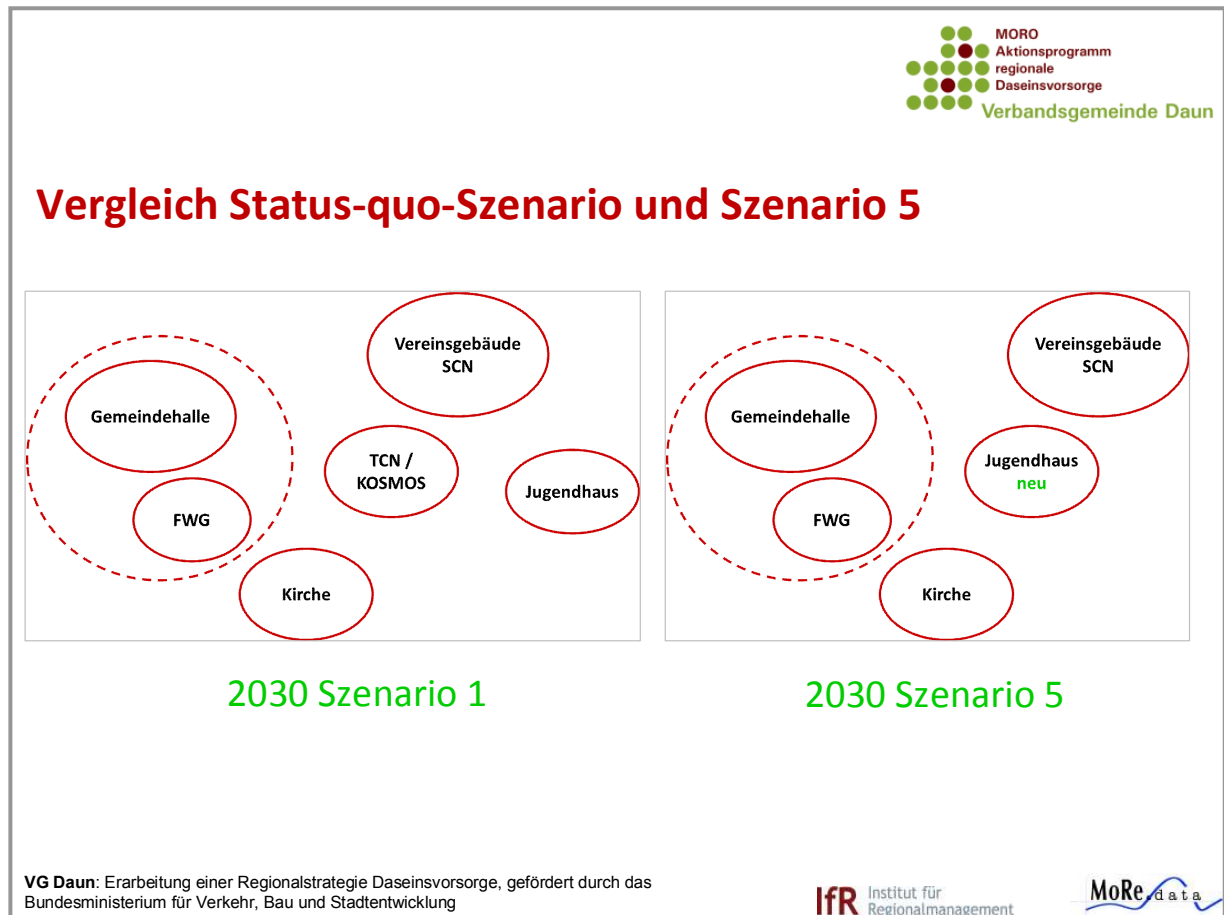 MORO
Aktionsprogramm
regionale
Daseinsvorsorge
Verbandsgemeinde Daun
Vergleich Status-quo-Szenario und Szenario 5
Vereinsgebäude
SCN
Gemeindehalle
TCN /
KOSMOS
Jugendhaus
FWG
Kirche
2030 Szenario 1
Vereinsgebäude
SCN
Gemeindehalle
Jugendhaus
neu
FWG
Kirche
2030 Szenario 5
VG Daun: Erarbeitung einer Regionalstrategie Daseinsvorsorge, gefördert durch das
Bundesministerium für Verkehr, Bau und Stadtentwicklung
IfR Institut für
Regionalmanagement
MoRe data